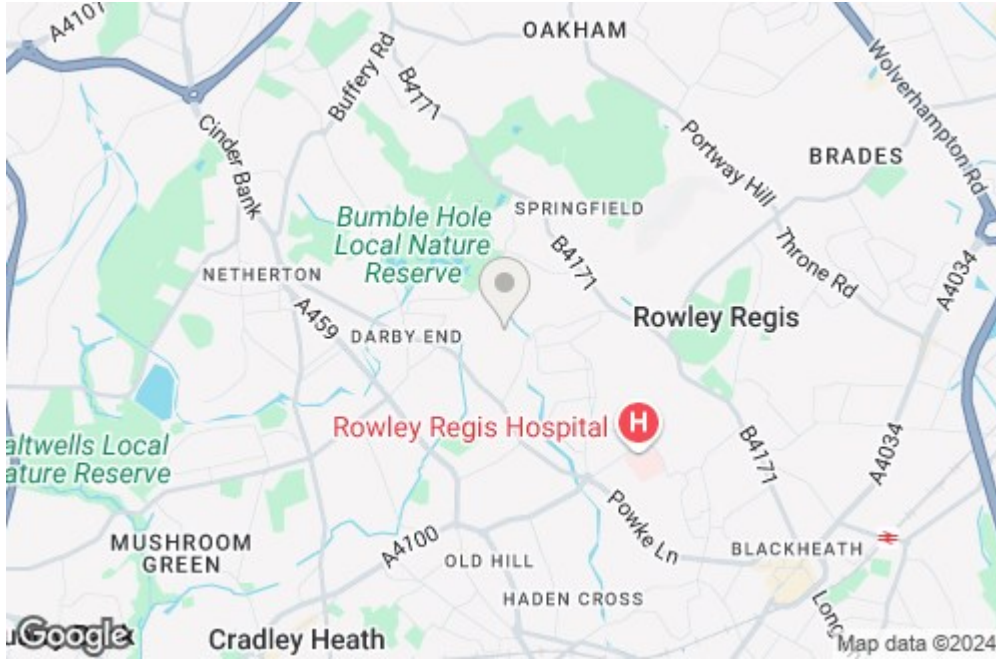 A4101
OAKHAM
Buffery Rd
B4771
Wolverhampton Rd
Cinder Bank
Portway Hill
BRADES
Bumble Hole
Local Nature
Reserve
SPRINGFIELD
B4171
Throne Rd
NETHERTON
A4034
A459
DARBY END
Rowley Regis
Rowley Regis Hospital
H
altwells Local
ature Reserve
B4171
A4034
MUSHROOM
GREEN
Powke Ln
A4100
OLD HILL
BLACKHEATH
HADEN CROSS
Long
Google
Cradley Heath
Map data ©2024